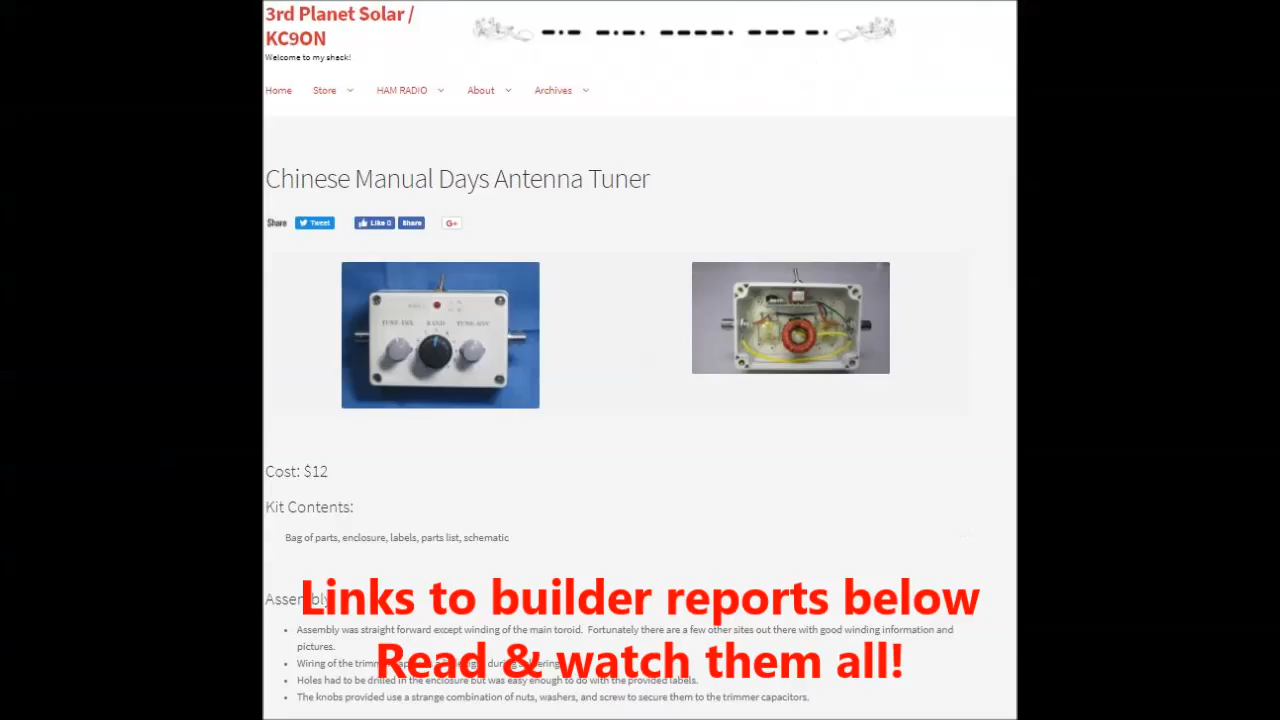 3rd Planet Solar /
KC9ON
Welcome to my shack!
Home Store HAM RADIO About Archives
Chinese Manual Days Antenna Tuner
Share Tweet Like 0 Share G+
BAND
Cost: $12
Kit Contents:
Bag of parts, enclosure, labels, parts list, schematic
Assembly
Links to builder reports below
Assembly was straight forward except winding of the main toroid. Fortunately there are a few other sites out there with good winding information and
pictures.
Wiring of the trimm
Read & watch them all!
Holes had to be drilled in the enclosure but was easy enough to do with the provided labels.
The knobs provided use a strange combination of nuts, washers, and screw to secure them to the trimmer capacitors.